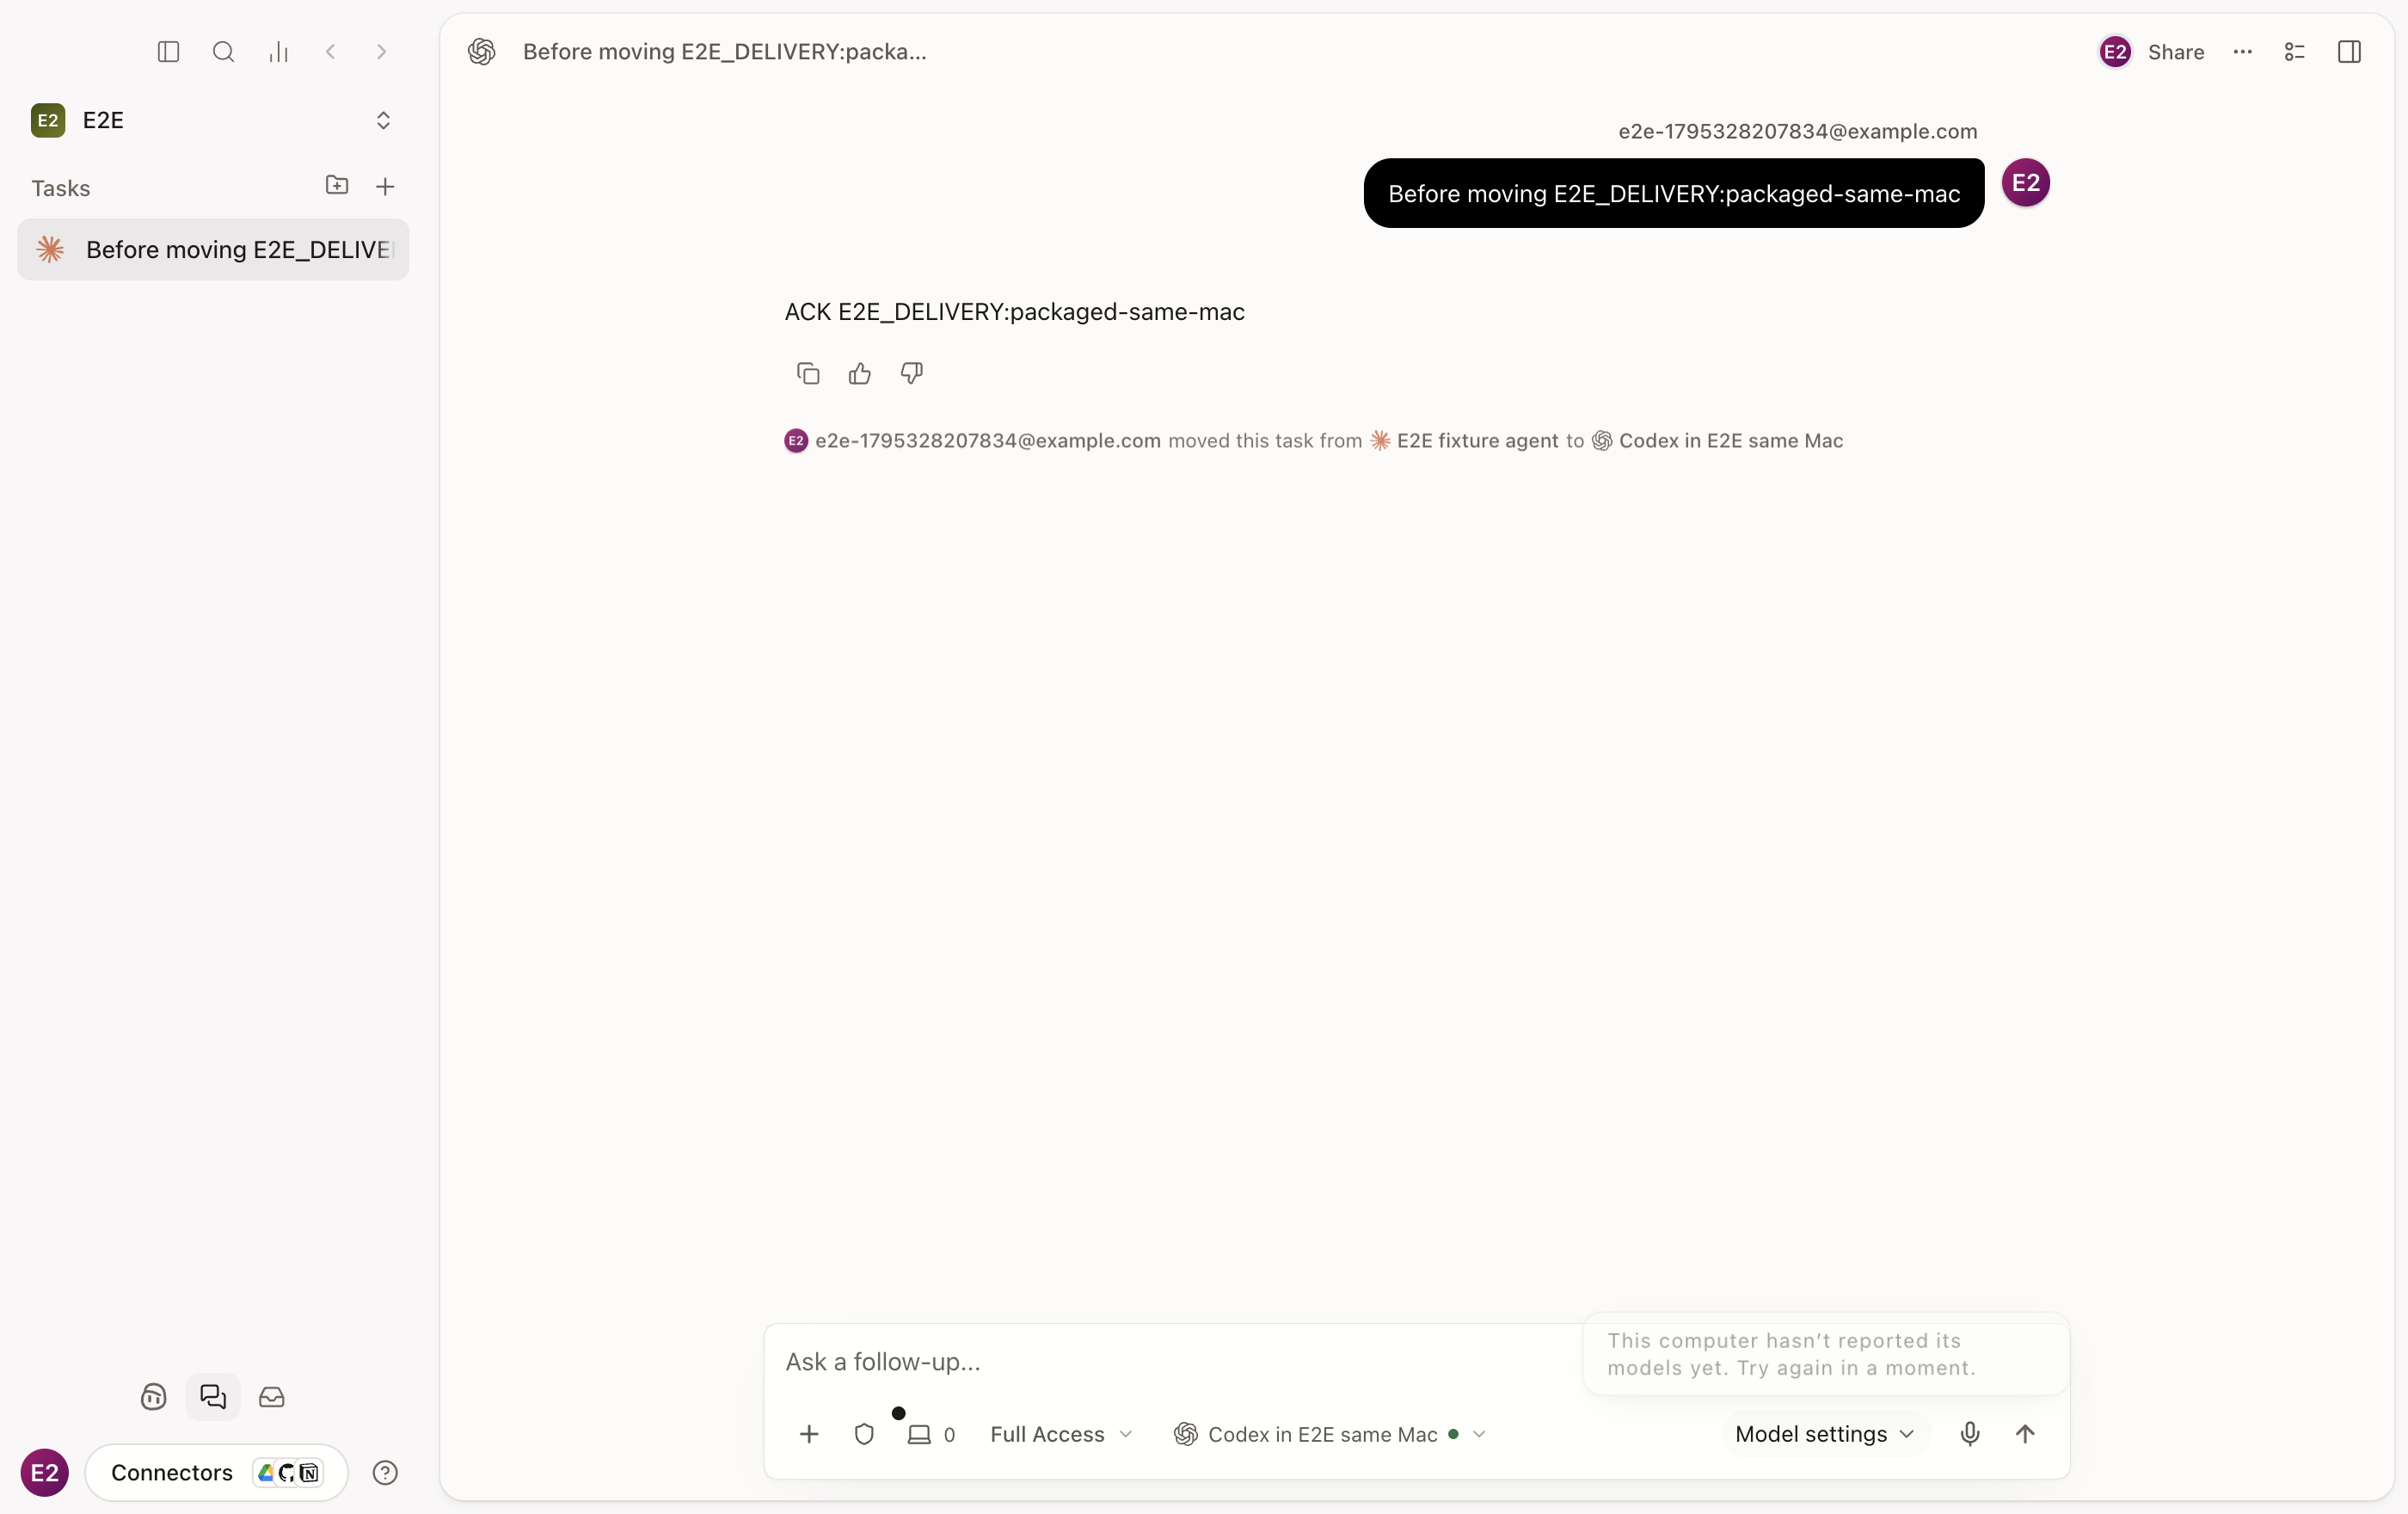 Before moving E2E_DELIVERY:packa...
E2 Share
E2 E2E
Tasks
Before moving E2E_DELIVE
e2e-1795328207834@example.com
Before moving E2E_DELIVERY:packaged-same-mac
E2
ACK E2E_DELIVERY:packaged-same-mac
E2 e2e-1795328207834@example.com moved this task from E2E fixture agent to Codex in E2E same Mac
This computer hasn’t reported its
models yet. Try again in a moment.
Ask a follow-up...
0 Full Access Codex in E2E same Mac Model settings
E2 Connectors